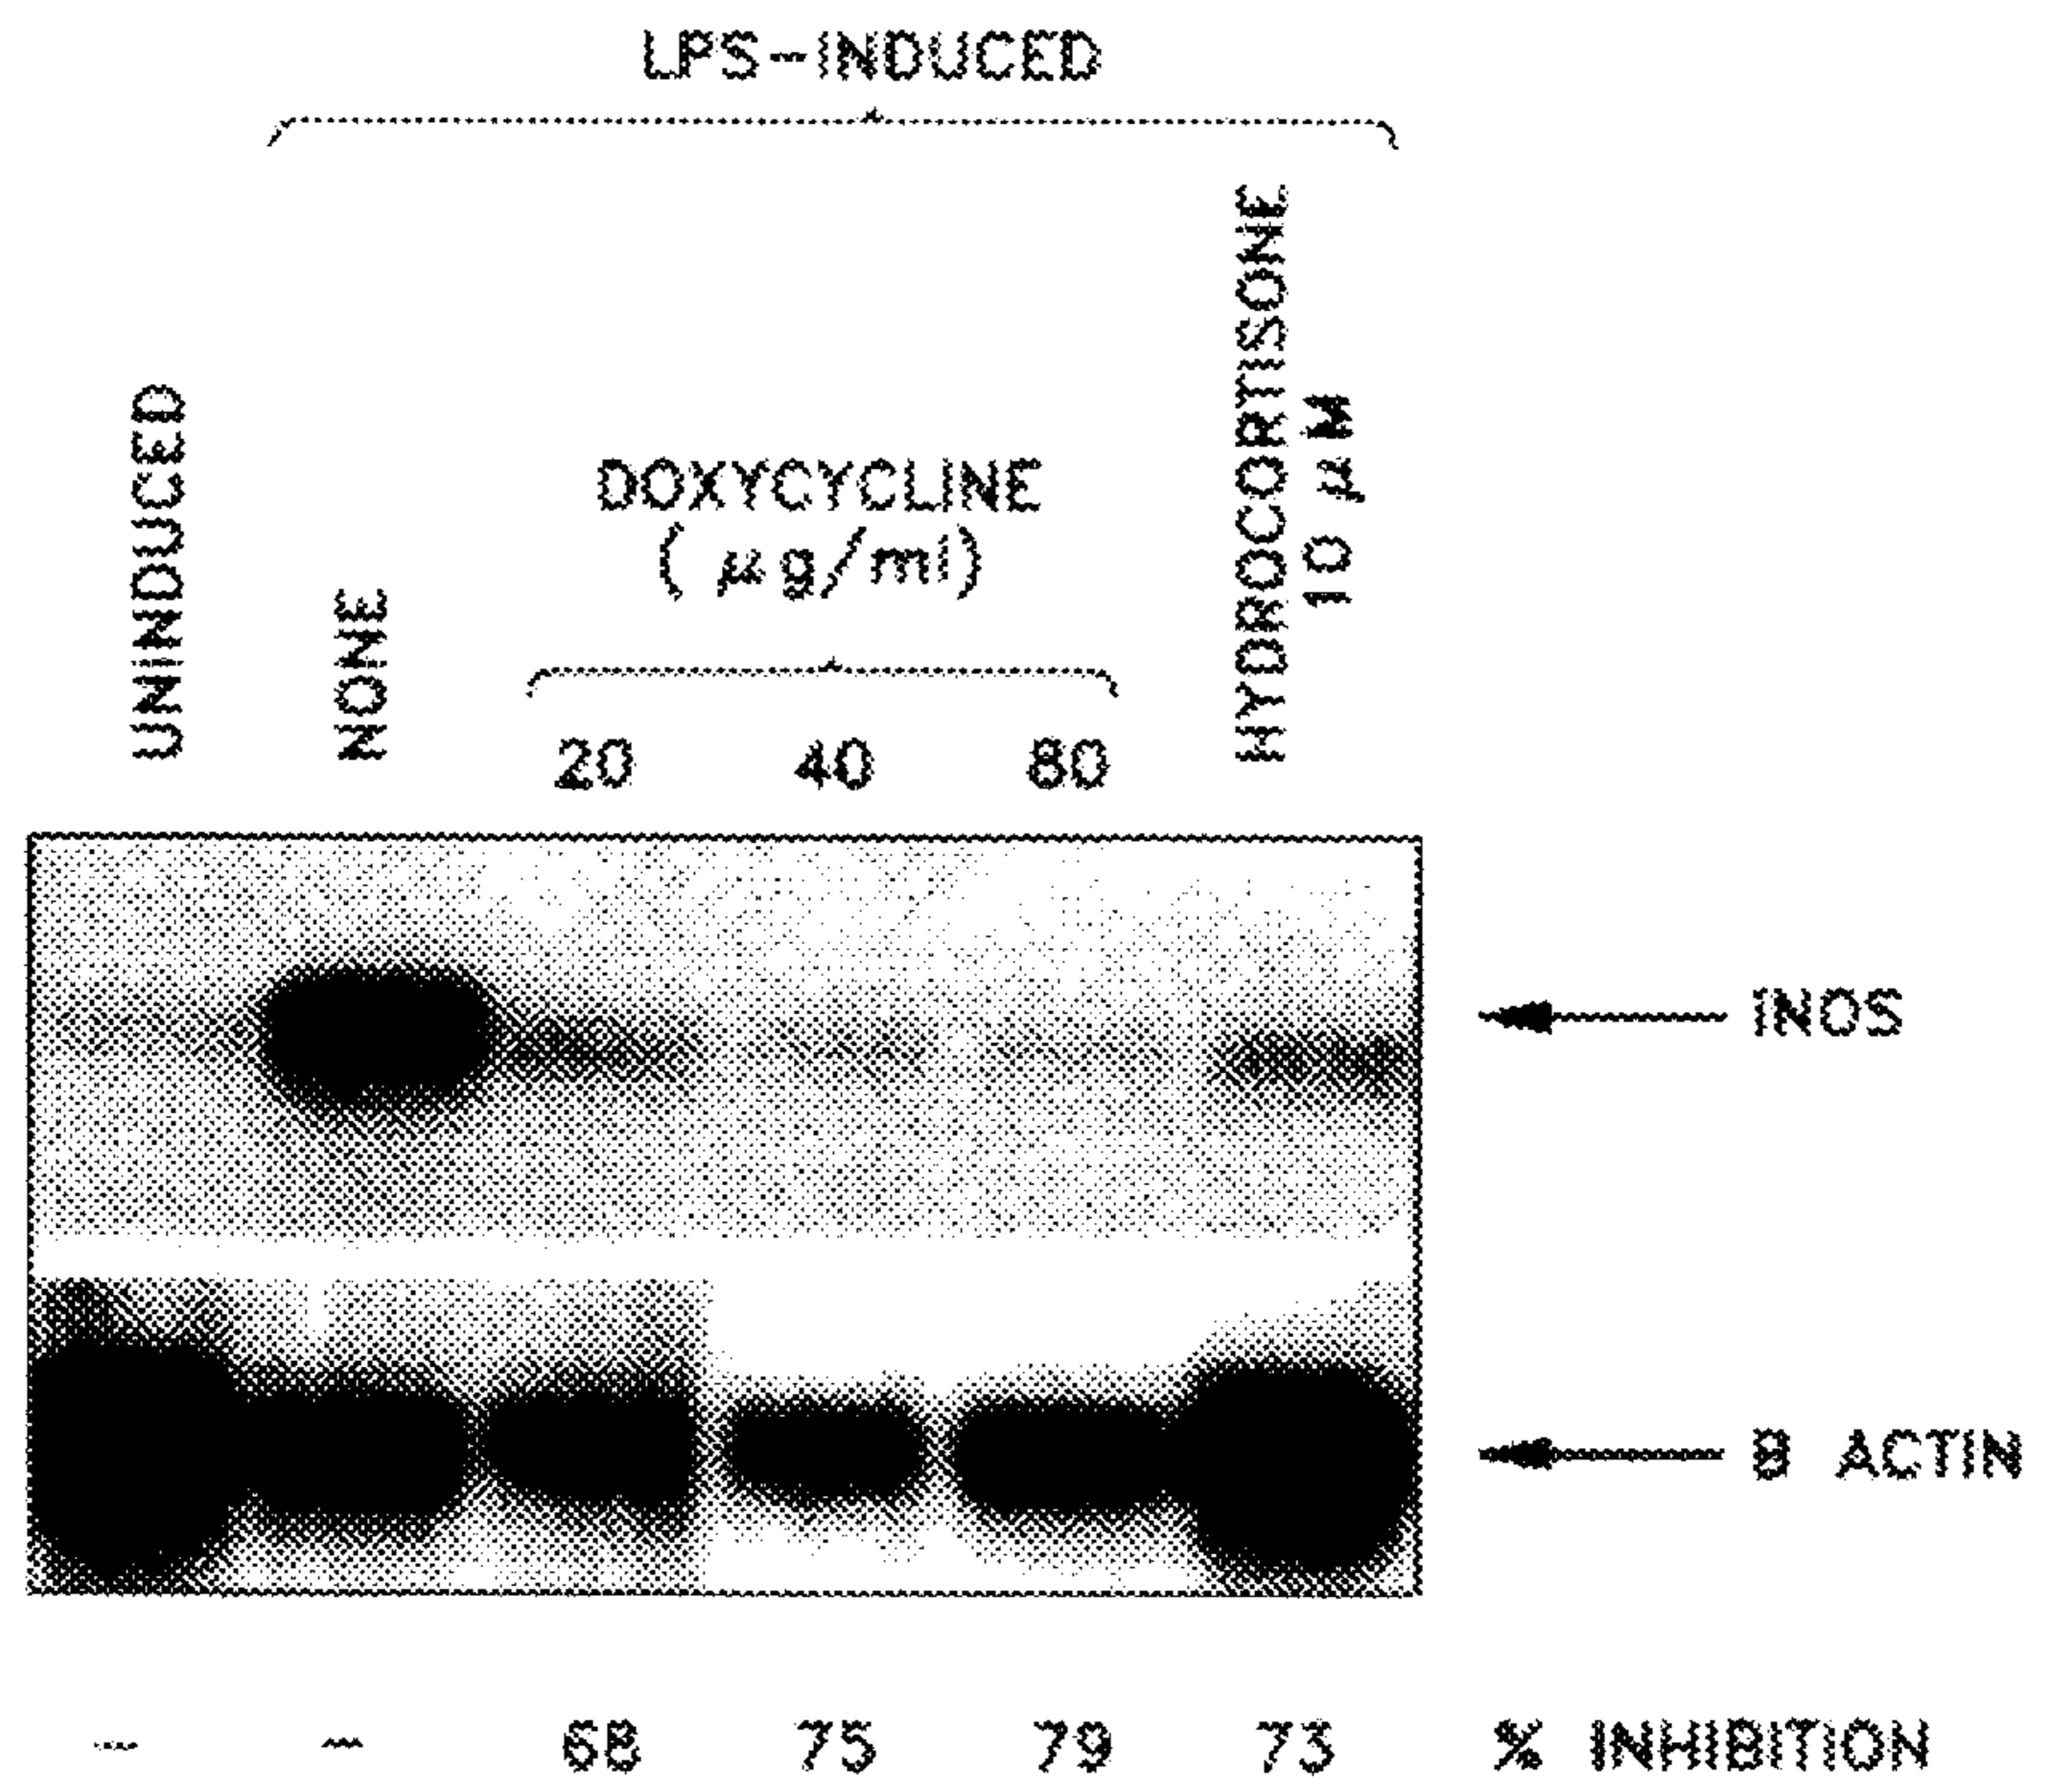 LPS-INDUCED
UNINDUCED
NONE
DOXYCYCLINE
(μg/ml)
20 40 80
HYDROCORTISONE
10 μM
INOS
B ACTIN
- - 68 75 79 73 % INHIBITION